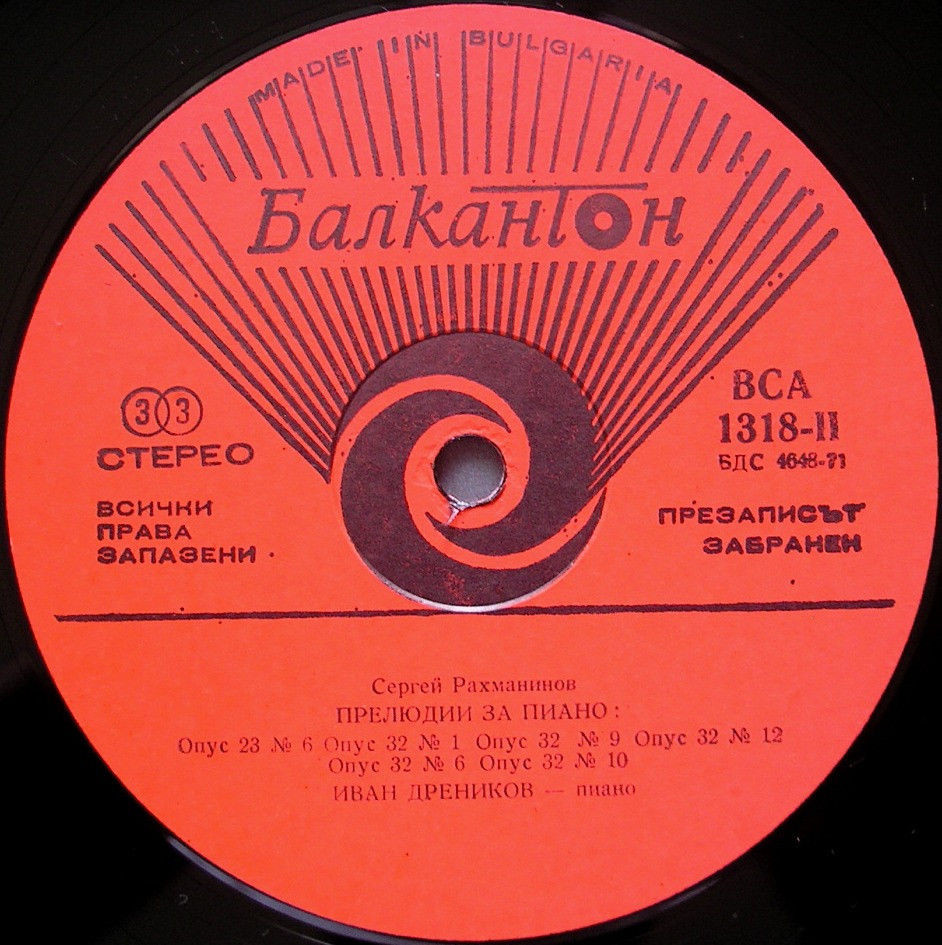 MADE IN BULGARIA
Балкантон
33
СТЕРЕО
ВСИЧКИ
ПРАВА
ЗАПАЗЕНИ
ВСА
1318-II
БДС 4648-71
ПРЕЗАПИСЪТ
ЗАБРАНЕН
Сергей Рахманинов
ПРЕЛЮДИИ ЗА ПИАНО:
Опус 23 № 6 Опус 32 № 1 Опус 32 № 9 Опус 32 № 12
Опус 32 № 6 Опус 32 № 10
ИВАН ДРЕНИКОВ — пиано